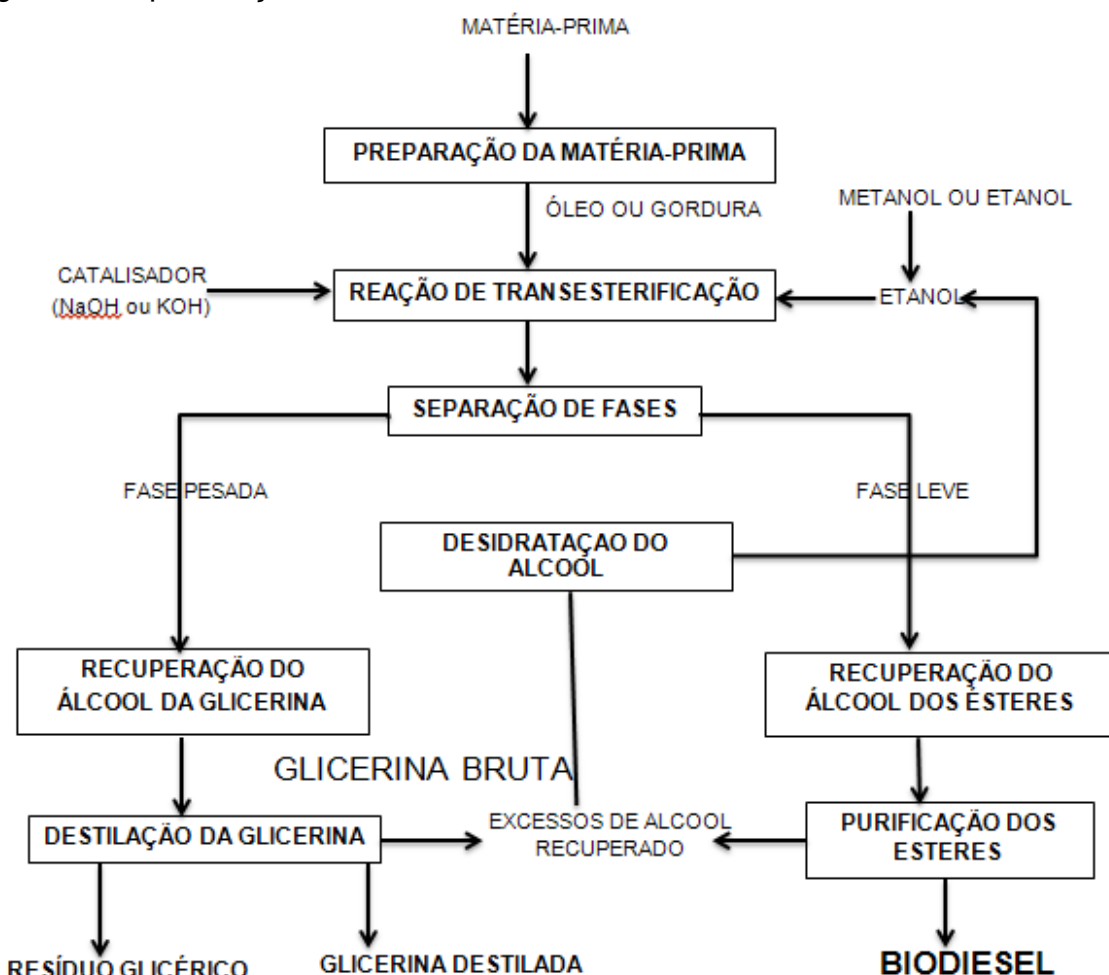 MATÉRIA-PRIMA
PREPARAÇÃO DA MATÉRIA-PRIMA
ÓLEO OU GORDURA
METANOL OU ETANOL
CATALISADOR
(NaOH ou KOH)
REAÇÃO DE TRANSESTERIFICAÇÃO
ETANOL
SEPARAÇÃO DE FASES
FASE PESADA
FASE LEVE
DESIDRATAÇAO DO
ALCOOL
RECUPERAÇÃO DO
ÁLCOOL DA GLICERINA
RECUPERAÇÃO DO
ÁLCOOL DOS ÉSTERES
GLICERINA BRUTA
DESTILAÇÃO DA GLICERINA
EXCESSOS DE ALCOOL
RECUPERADO
PURIFICAÇÃO DOS
ESTERES
RESÍDUO GLICÉRICO
GLICERINA DESTILADA
BIODIESEL